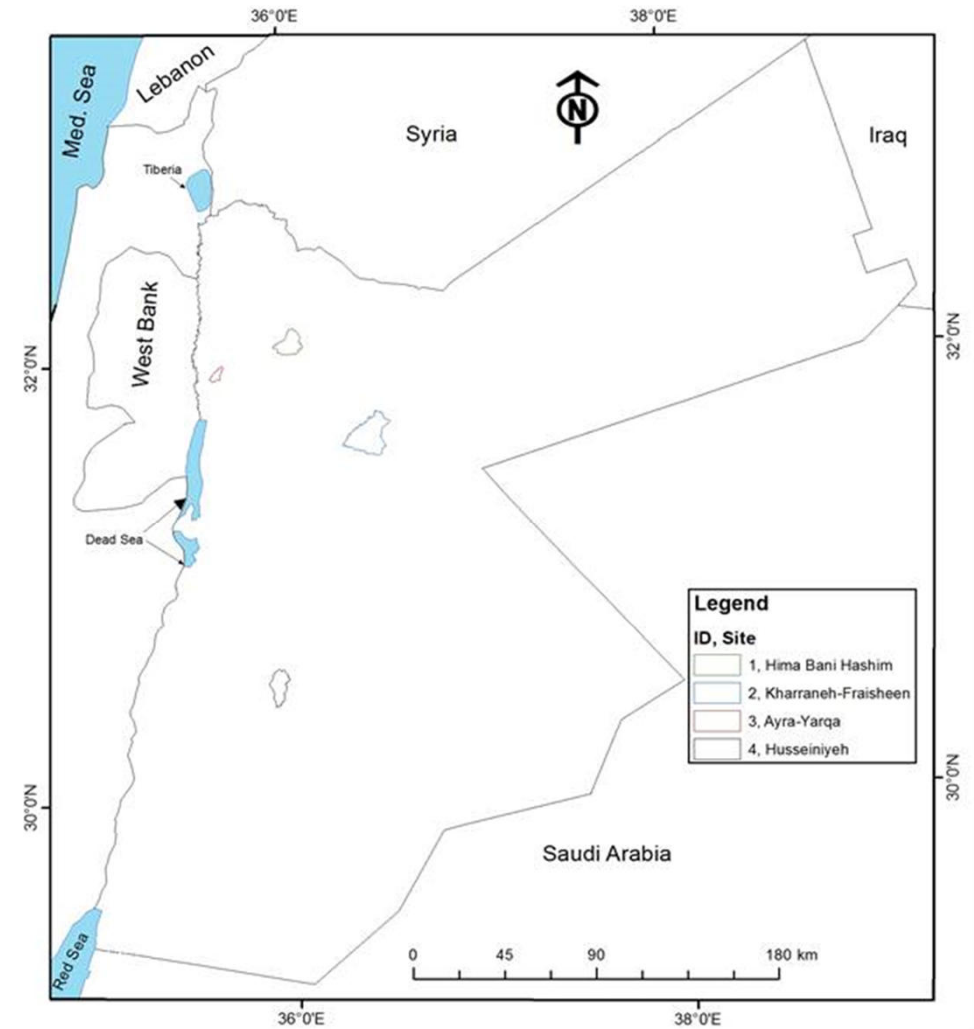 36°0'E
38°0'E
Med. Sea
Lebanon
Syria
N
Iraq
Tiberia
West Bank
32°0'N
32°0'N
Dead Sea
Legend
ID, Site
1, Hima Bani Hashim
2, Kharraneh-Fraisheen
3, Ayra-Yarqa
4, Husseiniyeh
30°0'N
30°0'N
Saudi Arabia
Red Sea
0 45 90 180 km
36°0'E
38°0'E